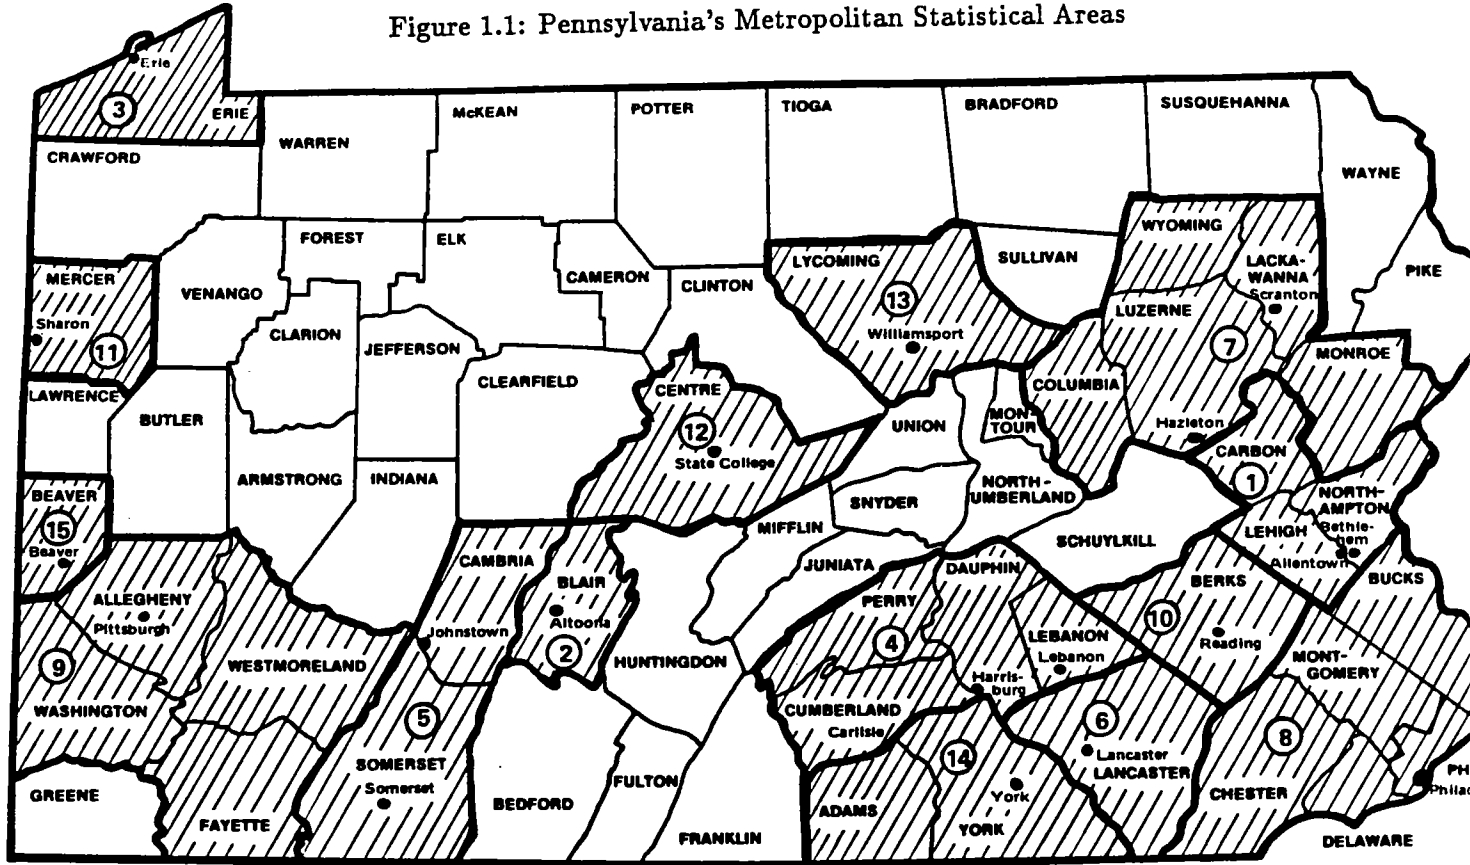 Figure 1.1: Pennsylvania's Metropolitan Statistical Areas
Erie
3
ERIE
CRAWFORD
WARREN
McKEAN
POTTER
TIOGA
BRADFORD
SUSQUEHANNA
WAYNE
PIKE
MERCER
Sharon
11
VENANGO
FOREST
ELK
CAMERON
CLINTON
LYCOMING
13
Williamsport
SULLIVAN
WYOMING
LACKA-
WANNA
Scranton
LUZERNE
7
Hazleton
MONROE
LAWRENCE
BUTLER
CLARION
JEFFERSON
CLEARFIELD
CENTRE
12
State College
UNION
MON-
TOUR
COLUMBIA
CARBON
1
BEAVER
15
Beaver
ARMSTRONG
INDIANA
SNYDER
NORTH-
UMBERLAND
SCHUYLKILL
NORTH-
AMPTON
LEHIGH
Bethle-
hem
Allentown
BUCKS
ALLEGHENY
Pittsburgh
9
WASHINGTON
WESTMORELAND
CAMBRIA
Johnstown
BLAIR
Altoona
2
MIFFLIN
JUNIATA
HUNTINGDON
PERRY
4
DAUPHIN
LEBANON
Lebanon
Harris-
burg
BERKS
10
Reading
MONT-
GOMERY
CUMBERLAND
Carlisle
GREENE
FAYETTE
5
SOMERSET
Somerset
BEDFORD
FULTON
FRANKLIN
ADAMS
14
York
YORK
6
Lancaster
LANCASTER
8
CHESTER
PH
Philad
DELAWARE